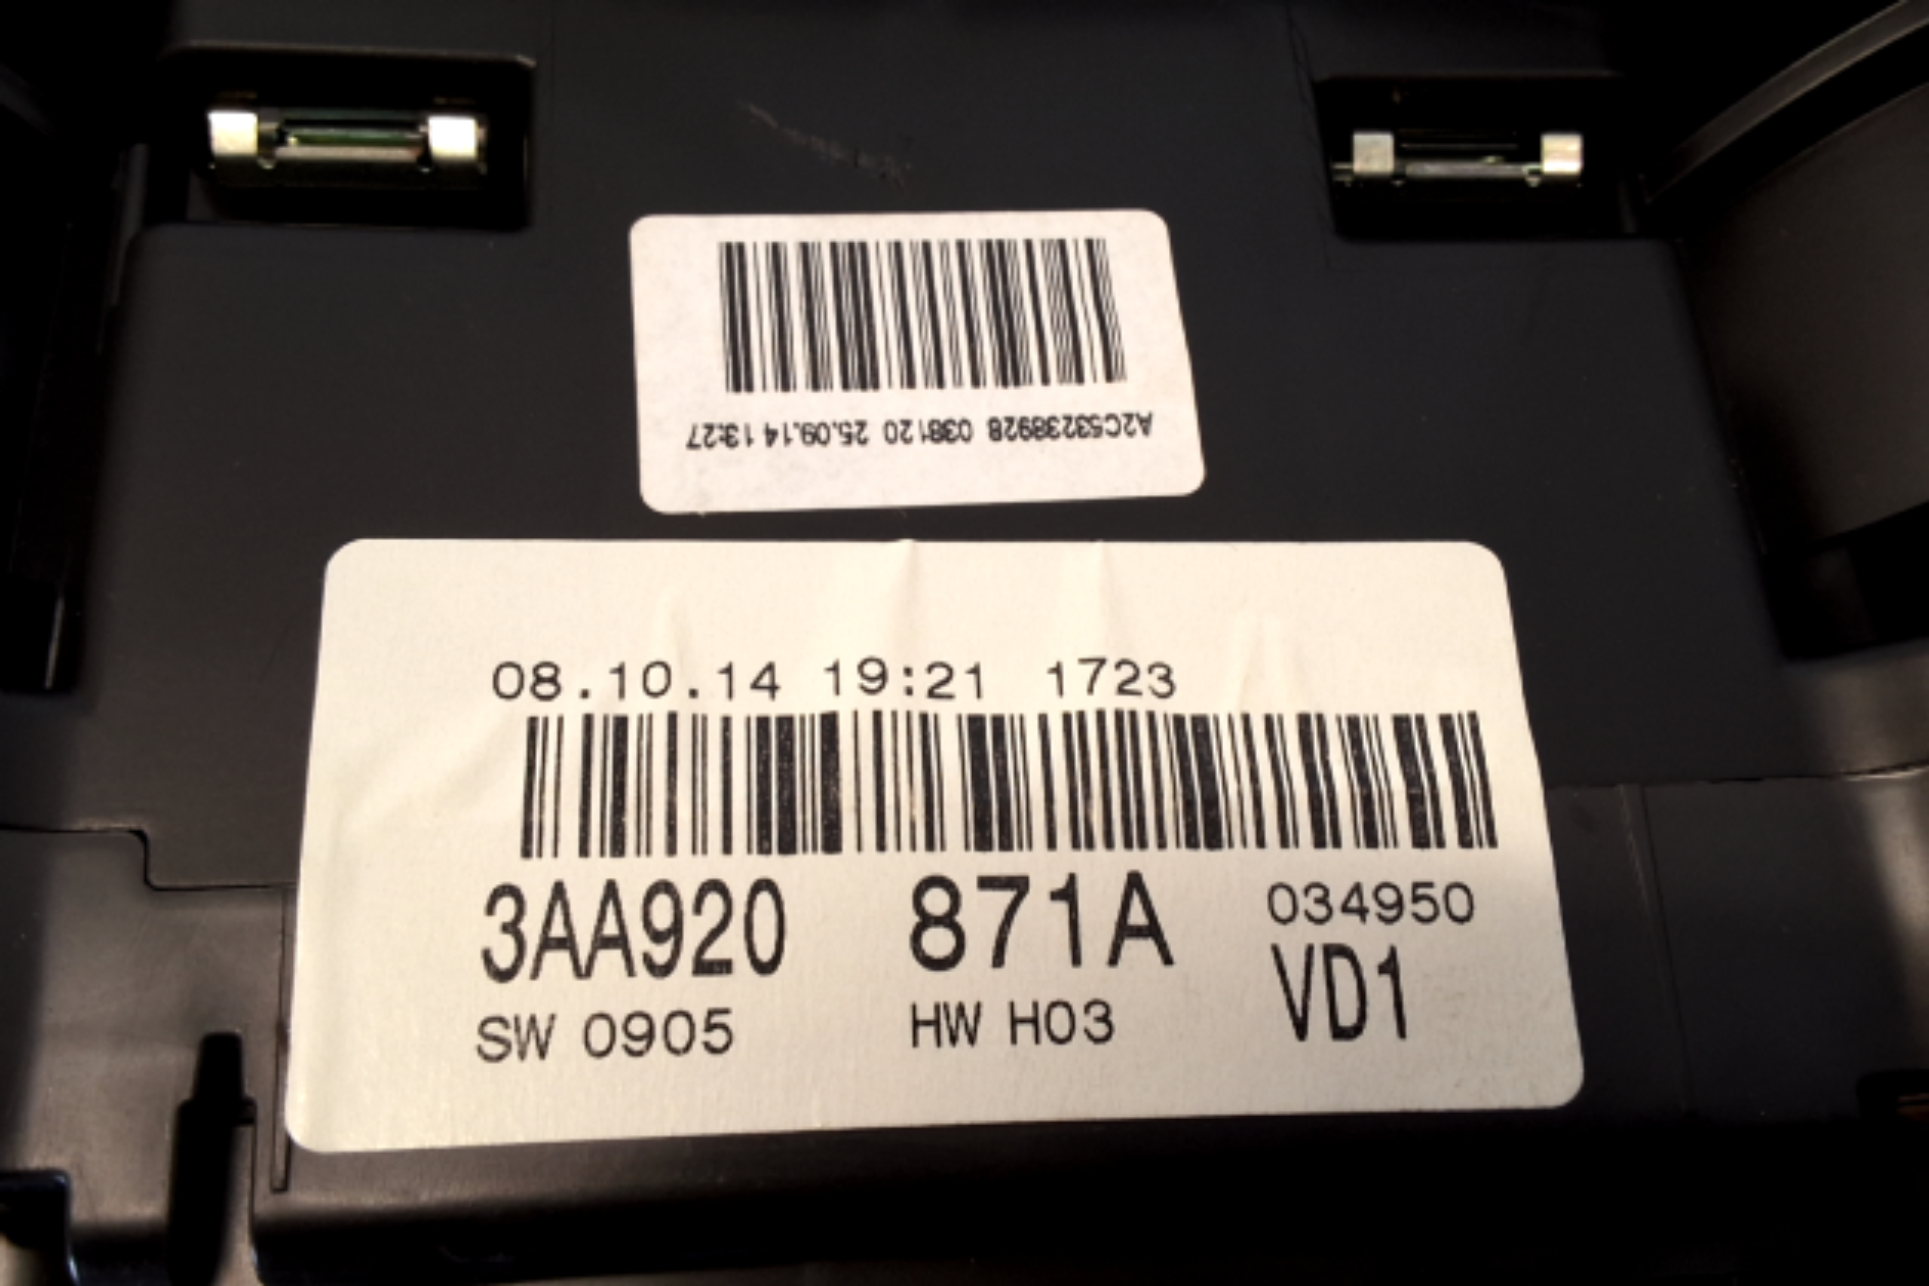 A2C53238928 038120 25.09.14 13:27
08.10.14 19:21 1723
3AA920 871A 034950
SW 0905 HW H03 VD1